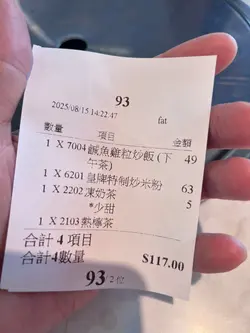 93
2025/08/15 14:22:47 fat
數量 項目 金額
1 X 7004 鹹魚雞粒炒飯 (下 49
午茶)
1 X 6201 皇牌特制炒米粉 63
1 X 2202 凍奶茶 5
*少甜
1 X 2103 熱檸茶
合計 4 項目
合計4數量 $117.00
93/2位